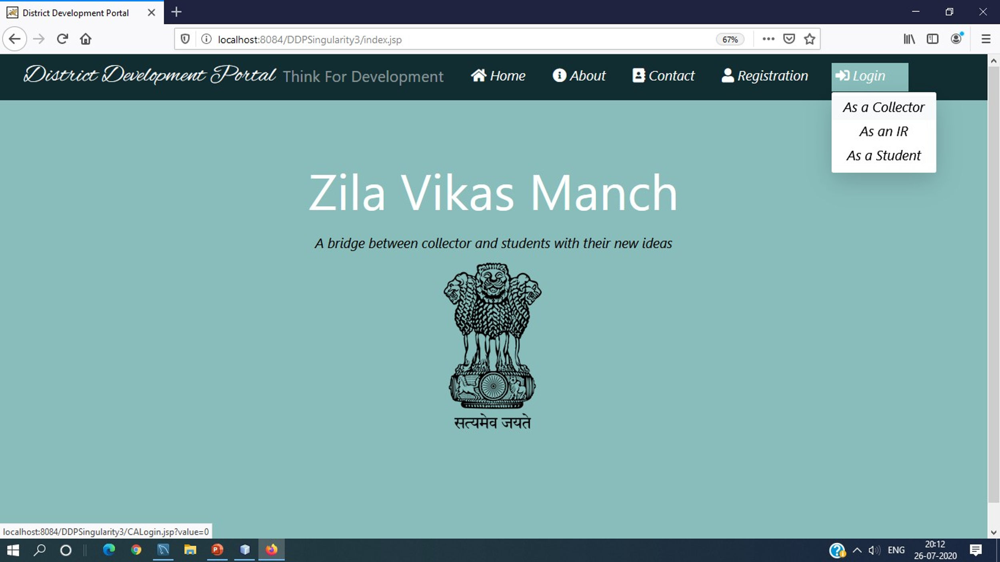 District Development Portal
localhost:8084/DDPSingularity3/index.jsp 67%
District Development Portal Think For Development Home About Contact Registration Login
As a Collector
As an IR
As a Student
Zila Vikas Manch
A bridge between collector and students with their new ideas
सत्यमेव जयते
localhost:8084/DDPSingularity3/CALogin.jsp?value=0
ENG
20:12
26-07-2020